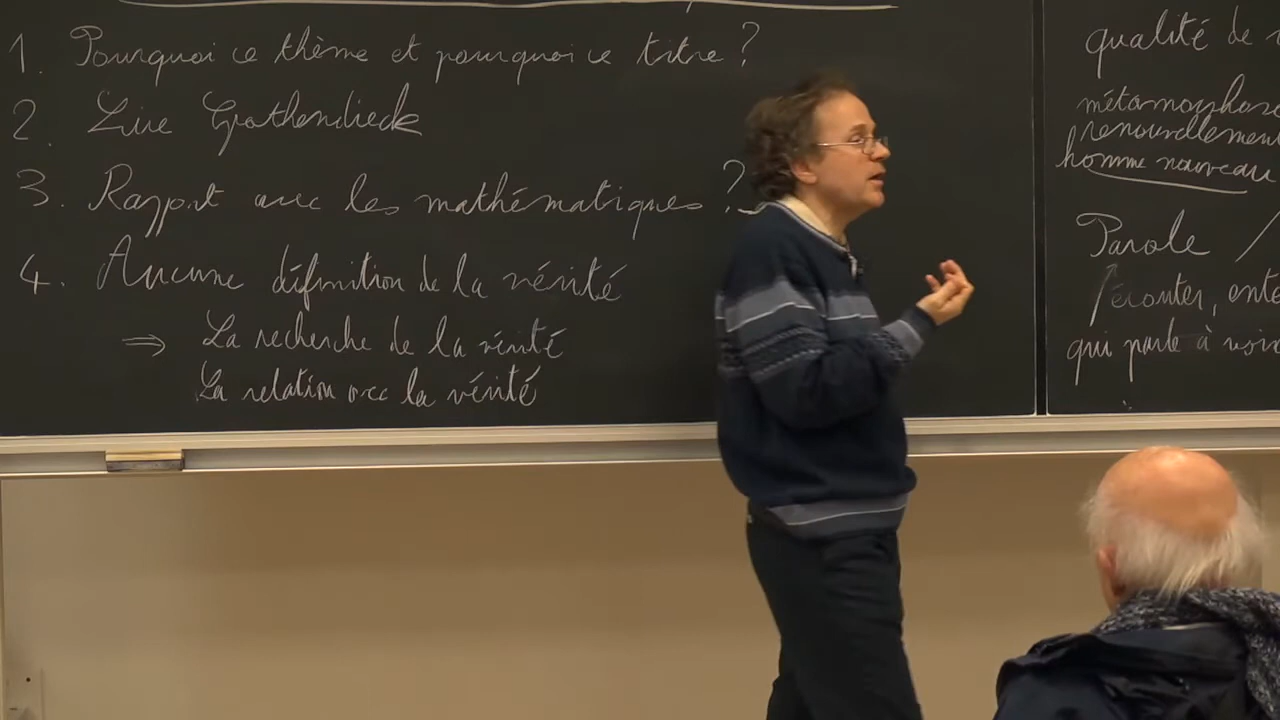 1. Pourquoi ce thème et pourquoi ce titre ?
2. Lire Grothendieck
3. Rapport avec les mathématiques ?
4. Aucune définition de la vérité
⇒ La recherche de la vérité
La relation avec la vérité
qualité de
métamorphose
renouvellement
homme nouveau
Parole /
écouter,
qui parle à